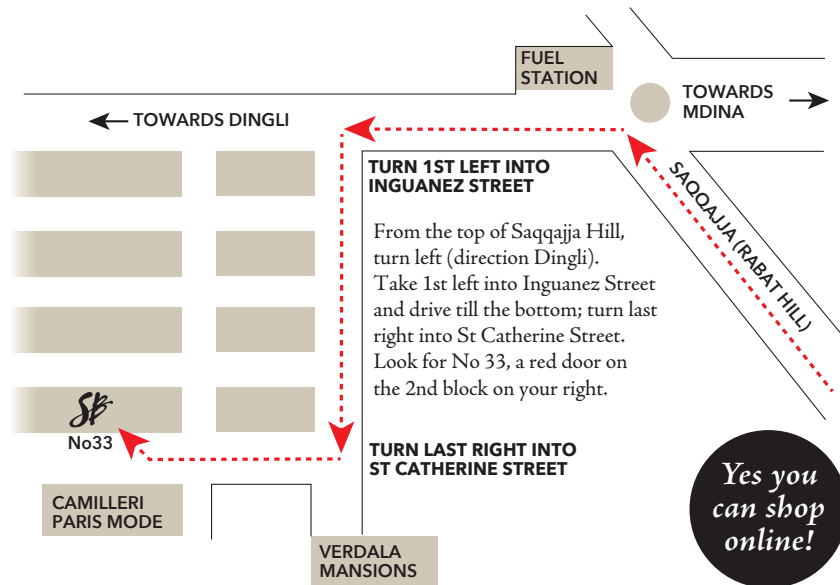 FUEL
STATION
TOWARDS
MDINA
TOWARDS DINGLI
SAQQAJJA (RABAT HILL)
TURN 1ST LEFT INTO
INGUANEZ STREET
From the top of Saqqajja Hill,
turn left (direction Dingli).
Take 1st left into Inguanez Street
and drive till the bottom; turn last
right into St Catherine Street.
Look for No 33, a red door on
the 2nd block on your right.
SB
No33
TURN LAST RIGHT INTO
ST CATHERINE STREET
CAMILLERI
PARIS MODE
VERDALA
MANSIONS
Yes you
can shop
online!